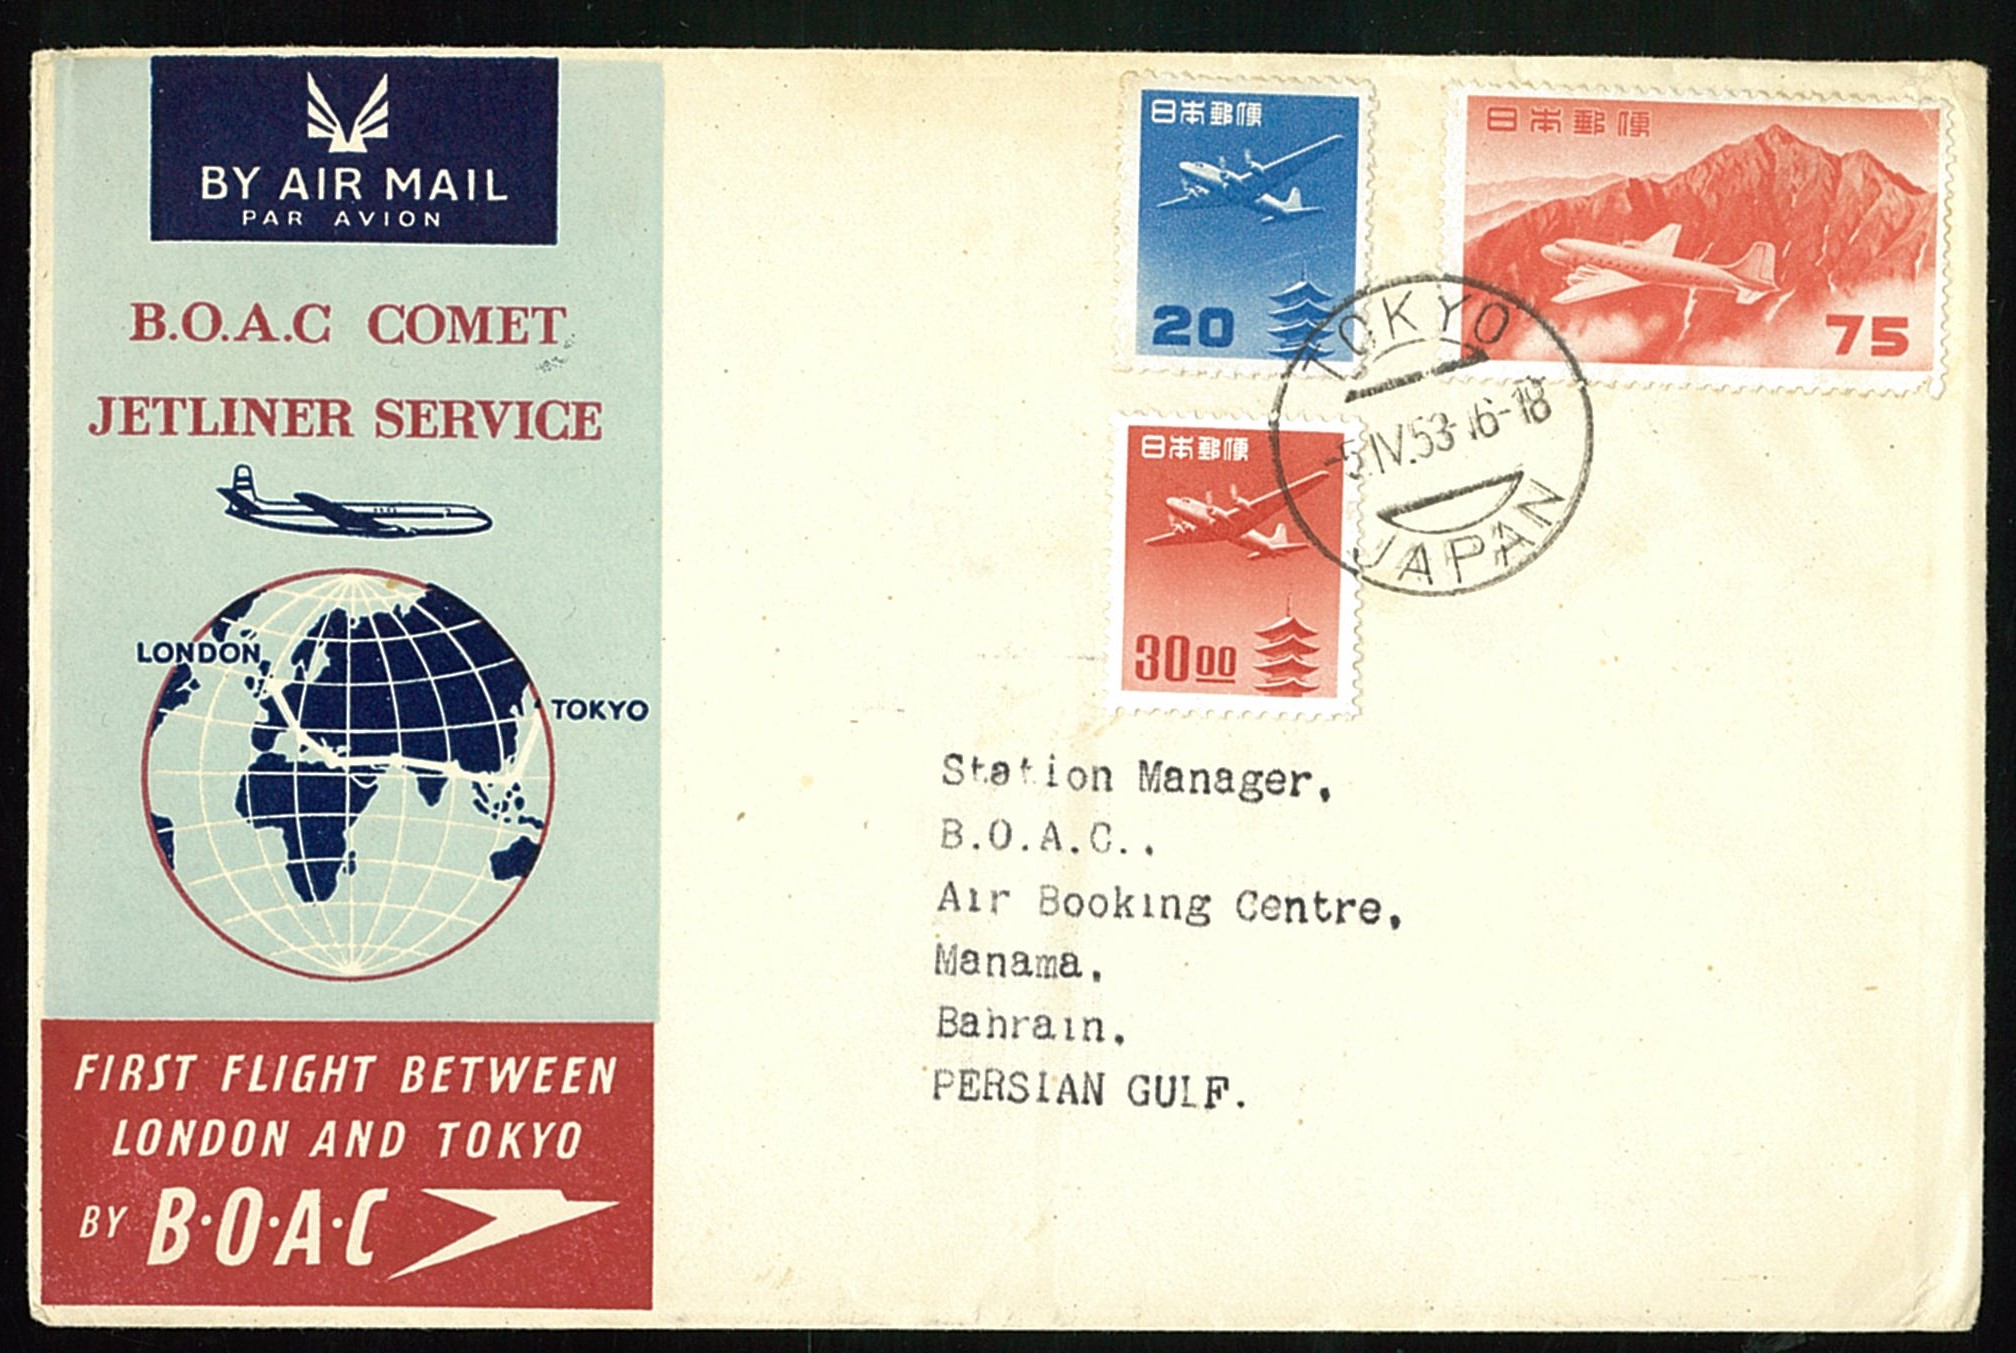 BY AIR MAIL
PAR AVION
B.O.A.C COMET
JETLINER SERVICE
LONDON
TOKYO
FIRST FLIGHT BETWEEN
LONDON AND TOKYO
BY B·O·A·C
日本郵便
20
日本郵便
75
日本郵便
30.00
TOKYO
-5.IV.53-16-18
JAPAN
Station Manager,
B.O.A.C.,
Air Booking Centre,
Manama,
Bahrain,
PERSIAN GULF.